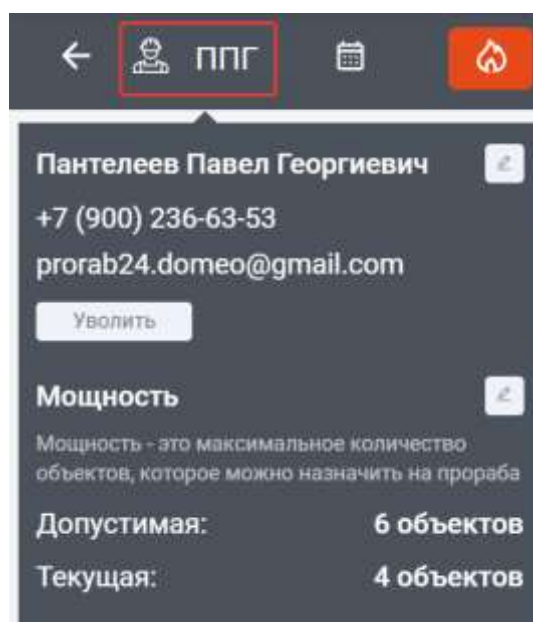 ППГ
Пантелеев Павел Георгиевич
+7 (900) 236-63-53
prorab24.domeo@gmail.com
Уволить
Мощность
Мощность - это максимальное количество
объектов, которое можно назначить на прораба
Допустимая: 6 объектов
Текущая: 4 объектов